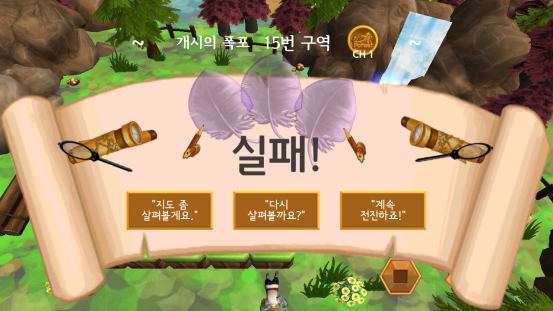 ~ 개시의 폭포 15번 구역 ~
CH 1
실패!
"지도 좀
살펴볼게요."
"다시
살펴볼까요?"
"계속
전진하죠!"